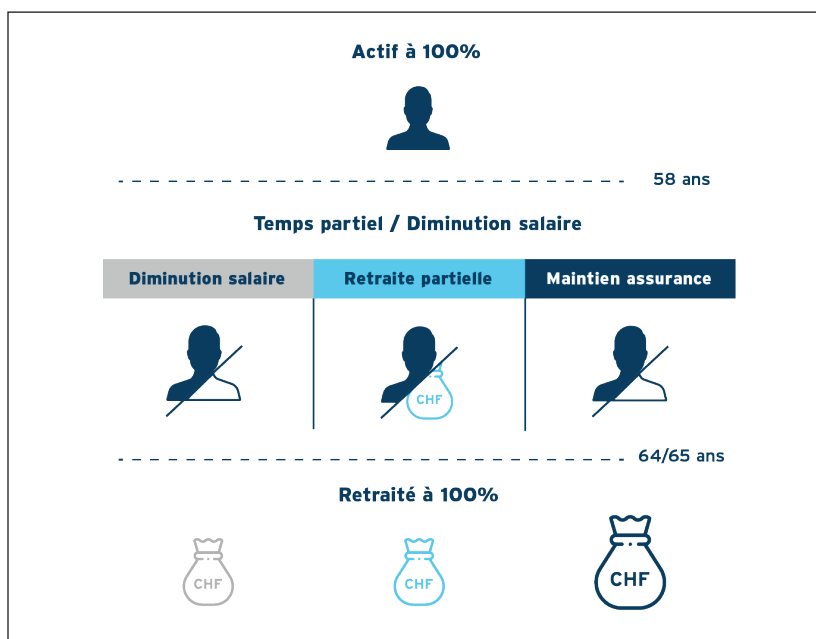 Actif à 100%
58 ans
Temps partiel / Diminution salaire
Diminution salaire
Retraite partielle
Maintien assurance
CHF
64/65 ans
Retraité à 100%
CHF
CHF
CHF